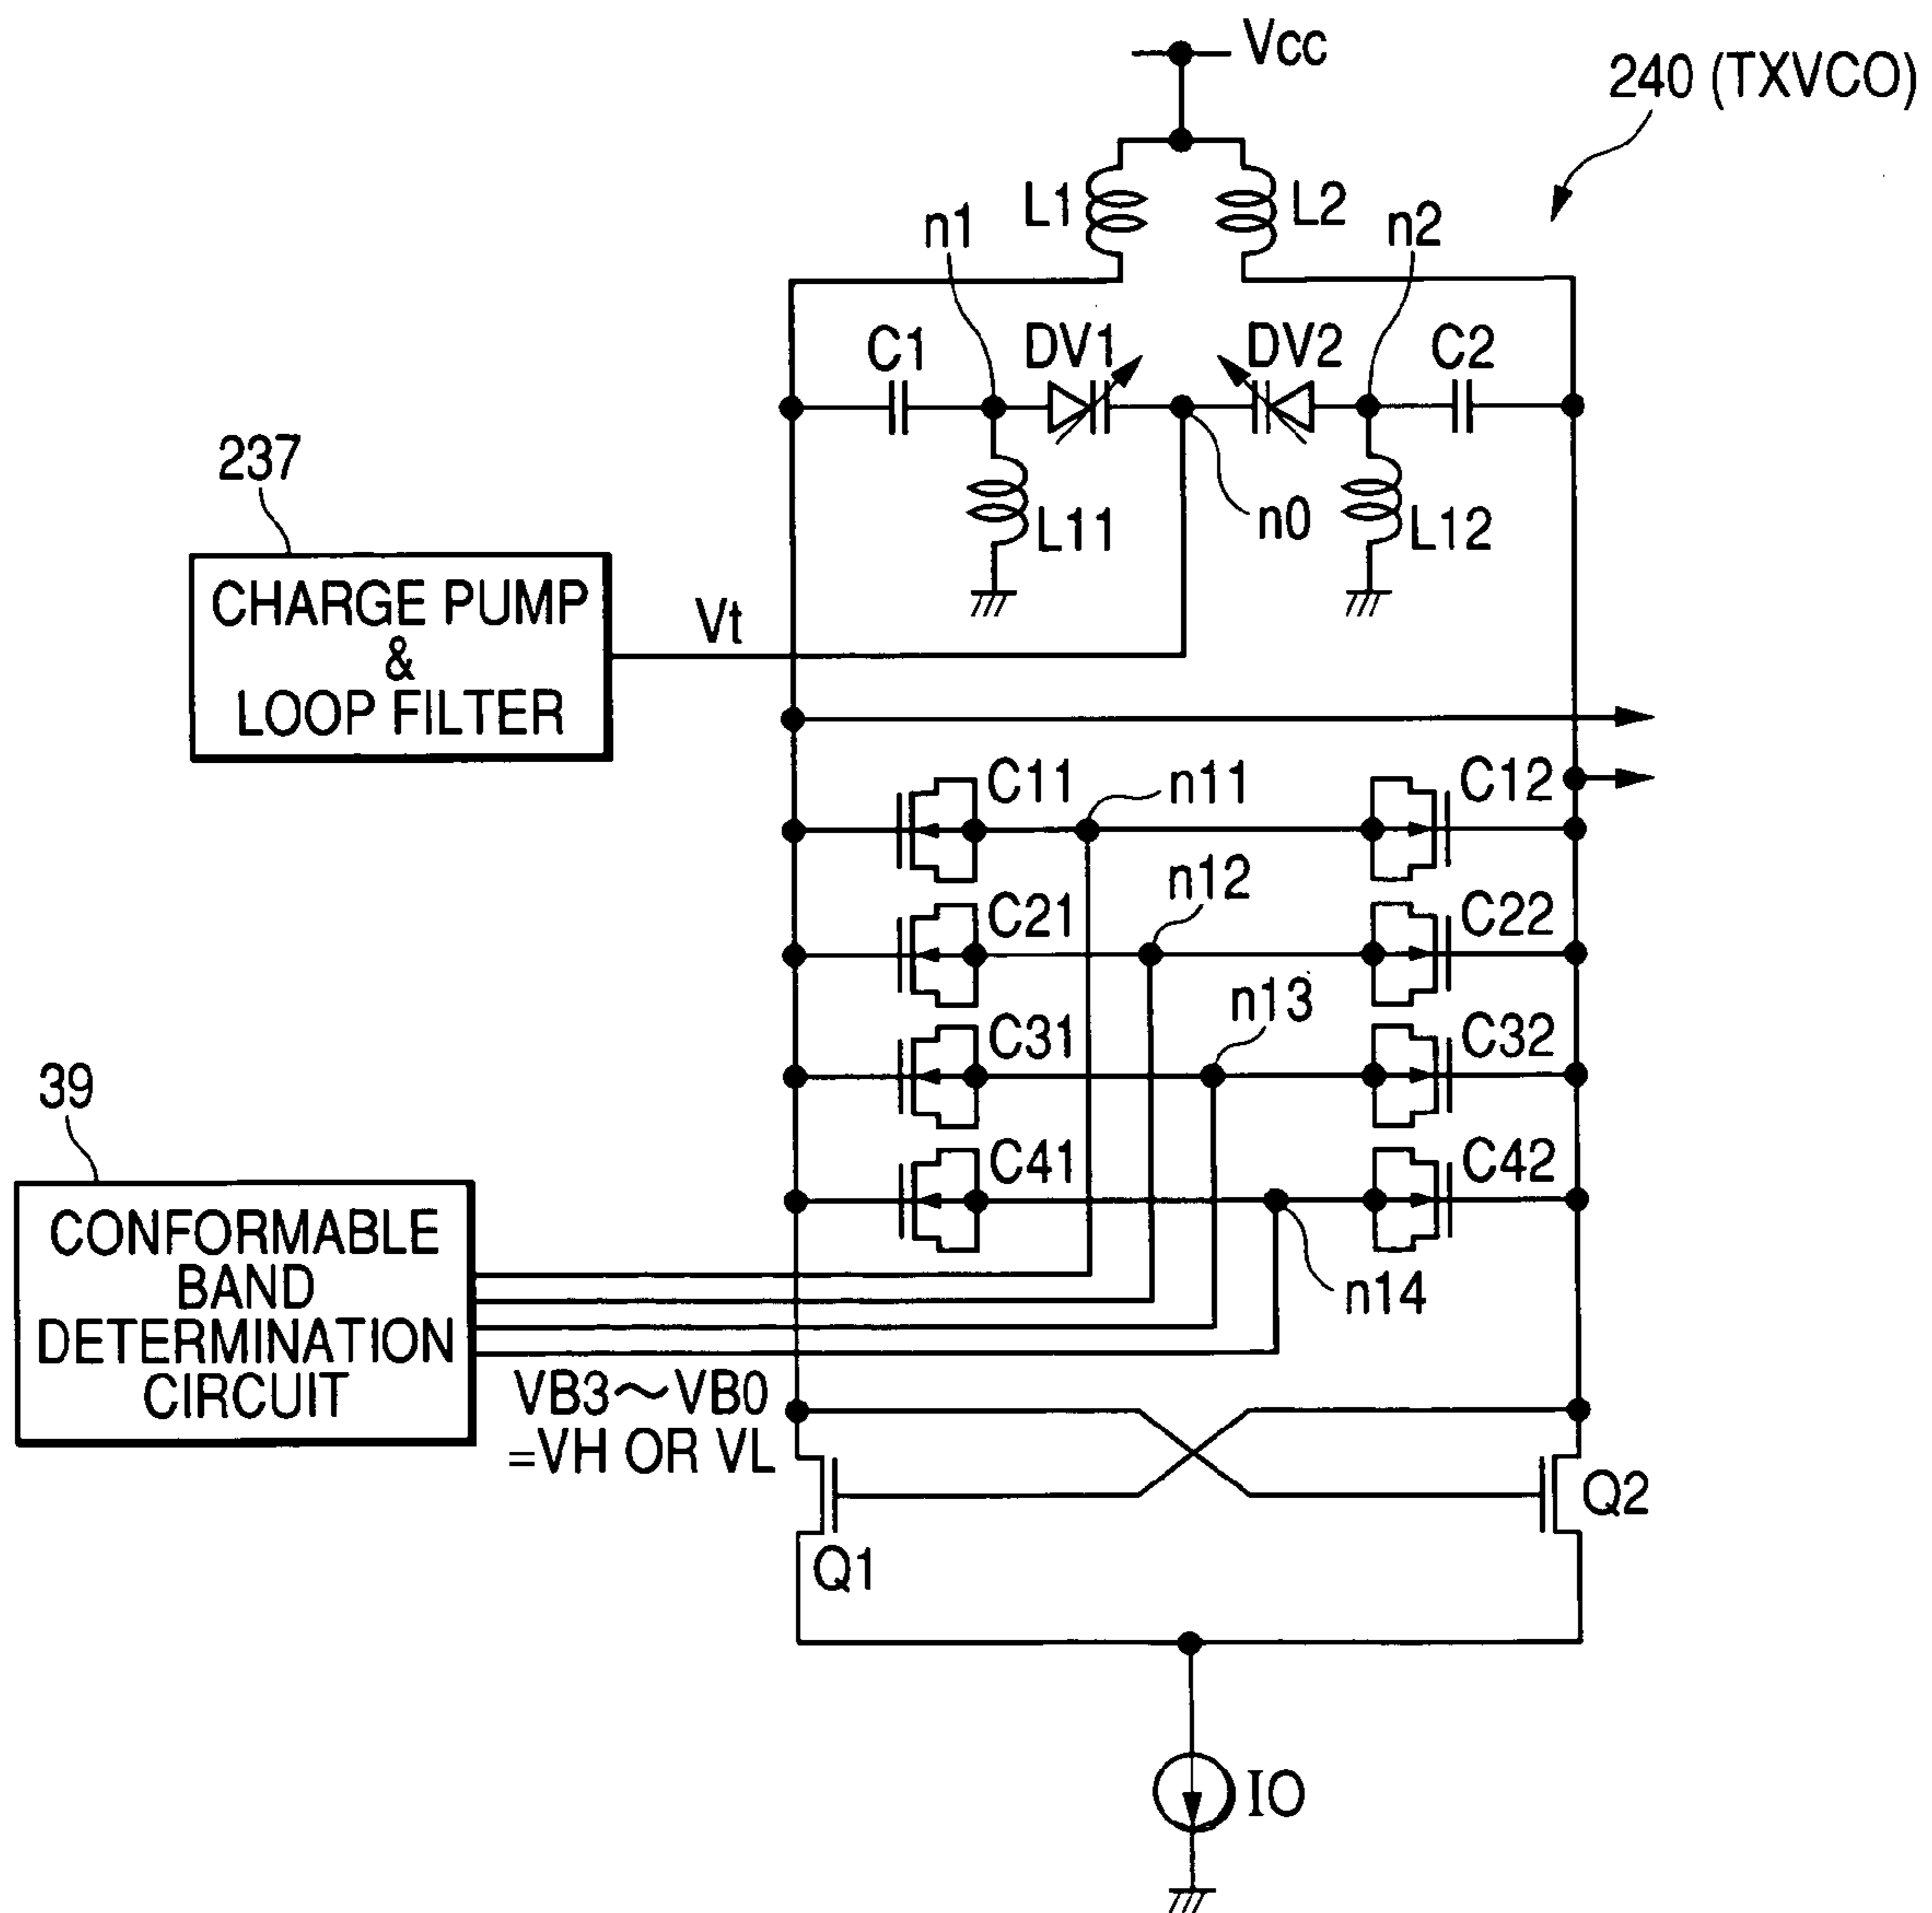 Vcc
240 (TXVCO)
L1
L2
n1
n2
C1
DV1
DV2
C2
237
n0
L11
L12
CHARGE PUMP
&
LOOP FILTER
Vt
C11
n11
C12
n12
C21
C22
n13
C31
C32
39
C41
C42
CONFORMABLE
BAND
DETERMINATION
CIRCUIT
n14
VB3～VB0
=VH OR VL
Q1
Q2
IO